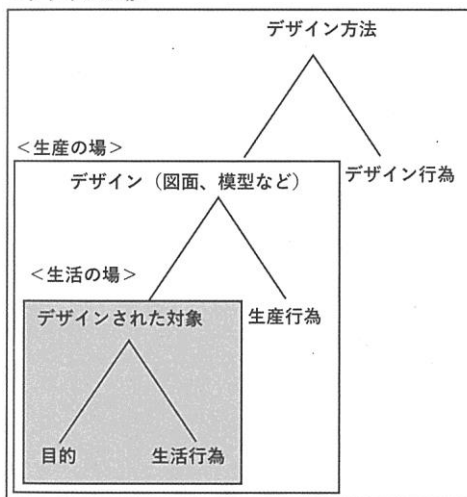 デザイン方法
<生産の場>
デザイン行為
デザイン（図面、模型など）
<生活の場>
デザインされた対象
生産行為
目的
生活行為